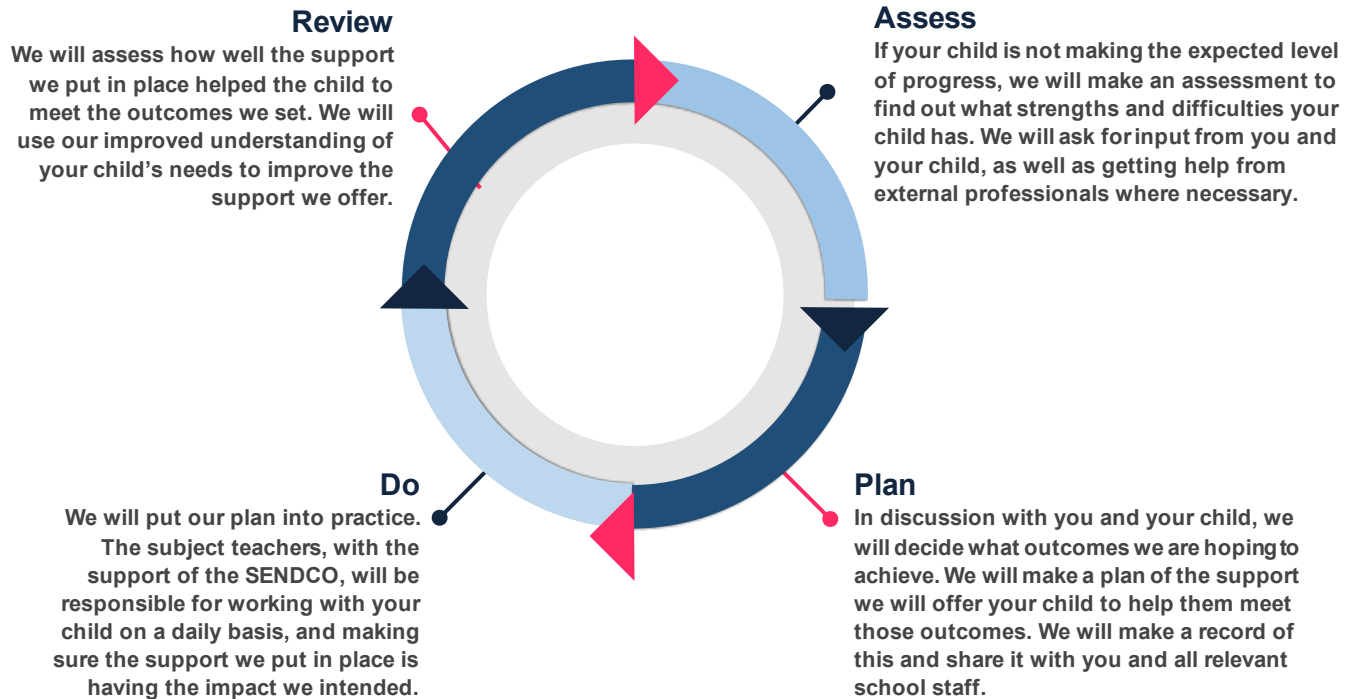 Review
We will assess how well the support
we put in place helped the child to
meet the outcomes we set. We will
use our improved understanding of
your child’s needs to improve the
support we offer.
Assess
If your child is not making the expected level
of progress, we will make an assessment to
find out what strengths and difficulties your
child has. We will ask for input from you and
your child, as well as getting help from
external professionals where necessary.
Do
We will put our plan into practice.
The subject teachers, with the
support of the SENDCO, will be
responsible for working with your
child on a daily basis, and making
sure the support we put in place is
having the impact we intended.
Plan
In discussion with you and your child, we
will decide what outcomes we are hoping to
achieve. We will make a plan of the support
we will offer your child to help them meet
those outcomes. We will make a record of
this and share it with you and all relevant
school staff.